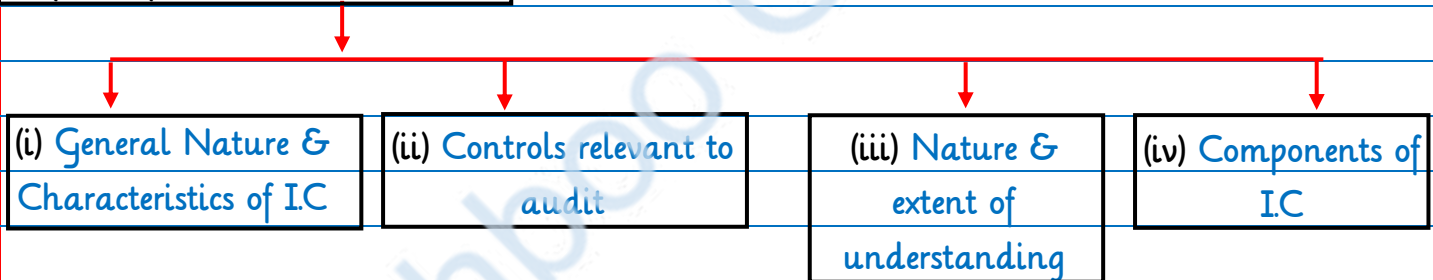 (i) General Nature &
Characteristics of I.C
(ii) Controls relevant to
audit
(iii) Nature &
extent of
understanding
(iv) Components of
I.C